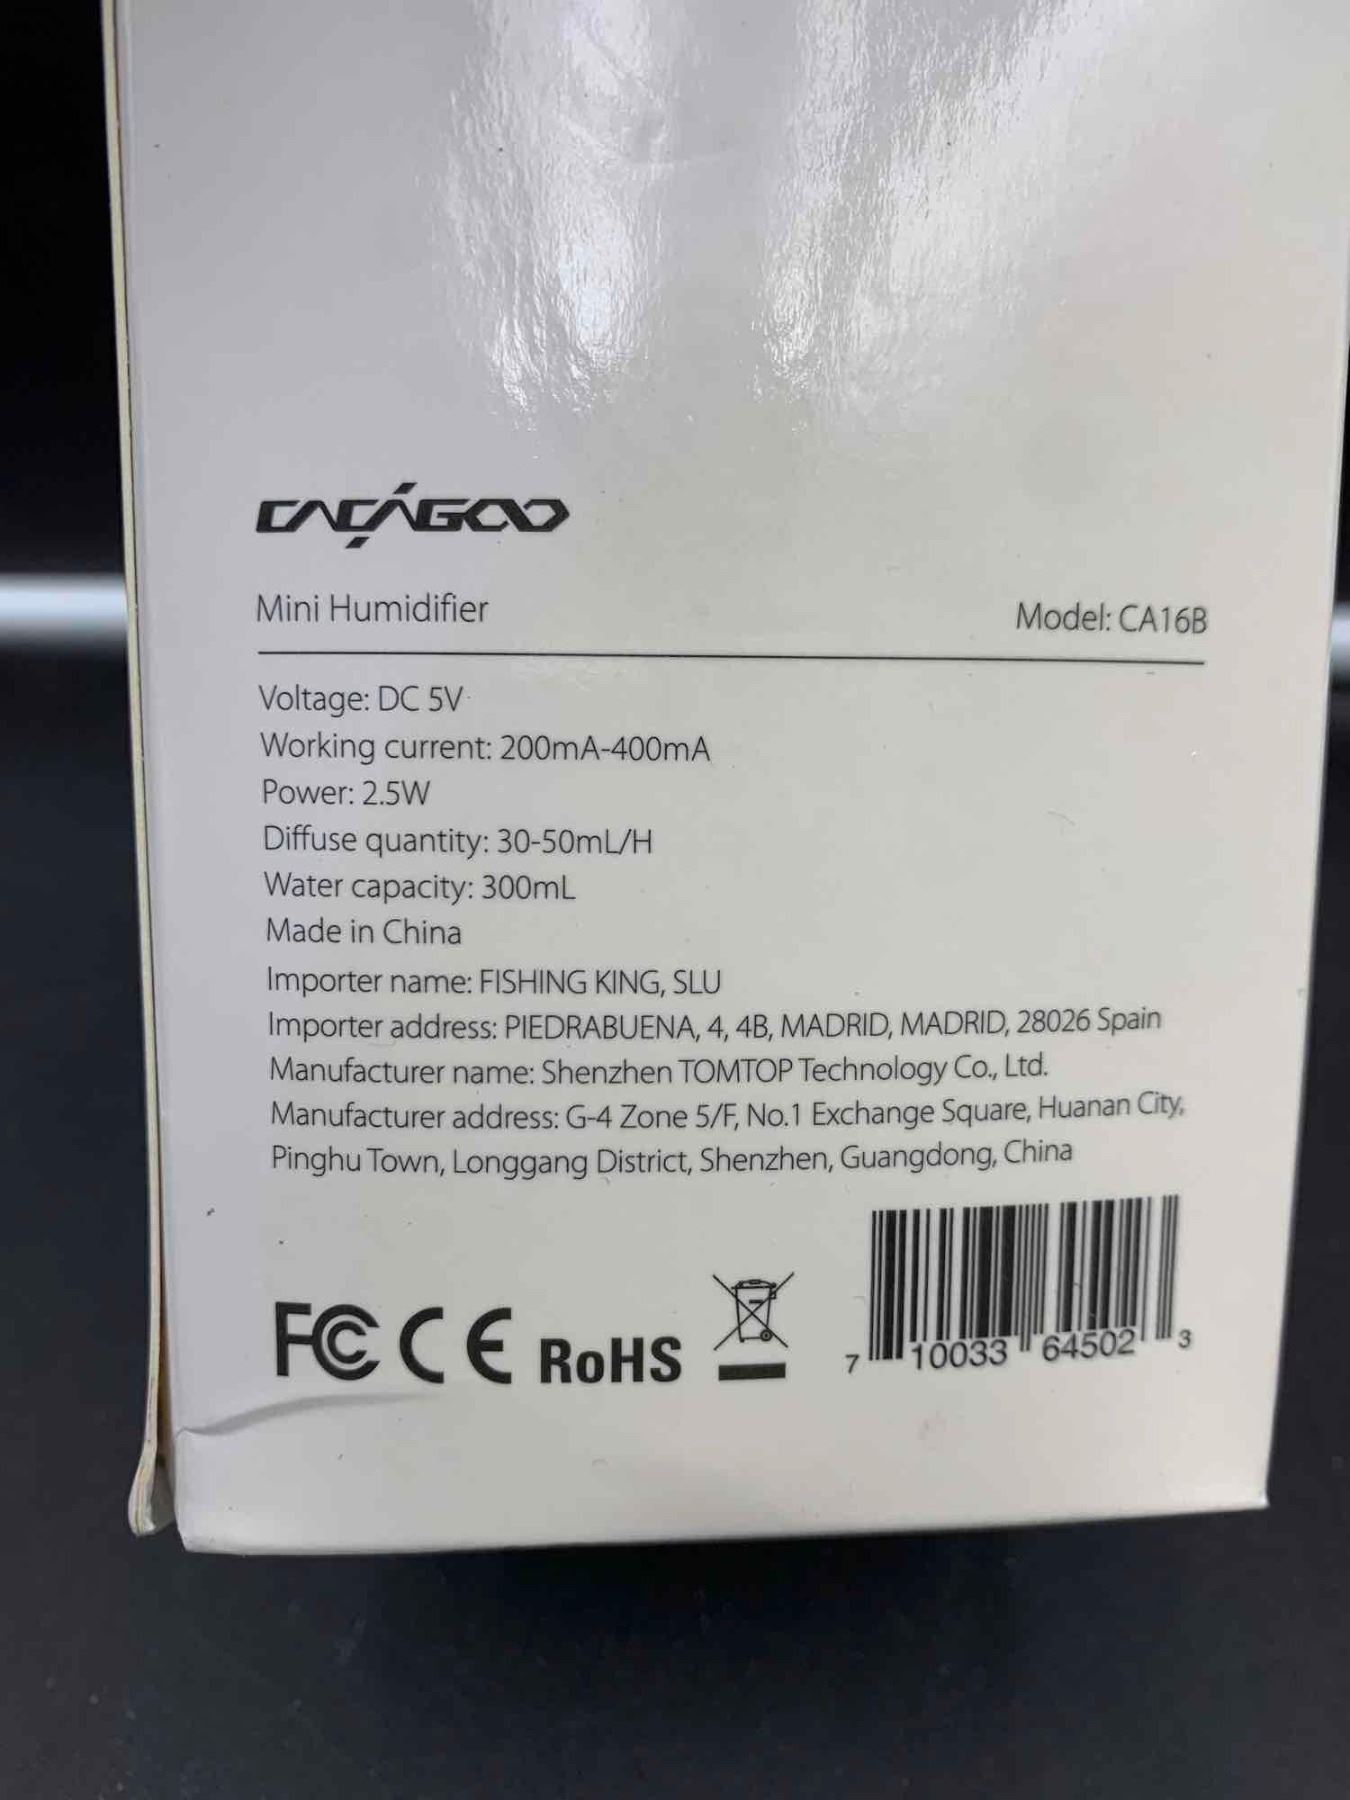 CACAGOO
Mini Humidifier
Model: CA16B
Voltage: DC 5V
Working current: 200mA-400mA
Power: 2.5W
Diffuse quantity: 30-50mL/H
Water capacity: 300mL
Made in China
Importer name: FISHING KING, SLU
Importer address: PIEDRABUENA, 4, 4B, MADRID, MADRID, 28026 Spain
Manufacturer name: Shenzhen TOMTOP Technology Co., Ltd.
Manufacturer address: G-4 Zone 5/F, No.1 Exchange Square, Huanan City,
Pinghu Town, Longgang District, Shenzhen, Guangdong, China
FC CE RoHS
7 10033 64502 3